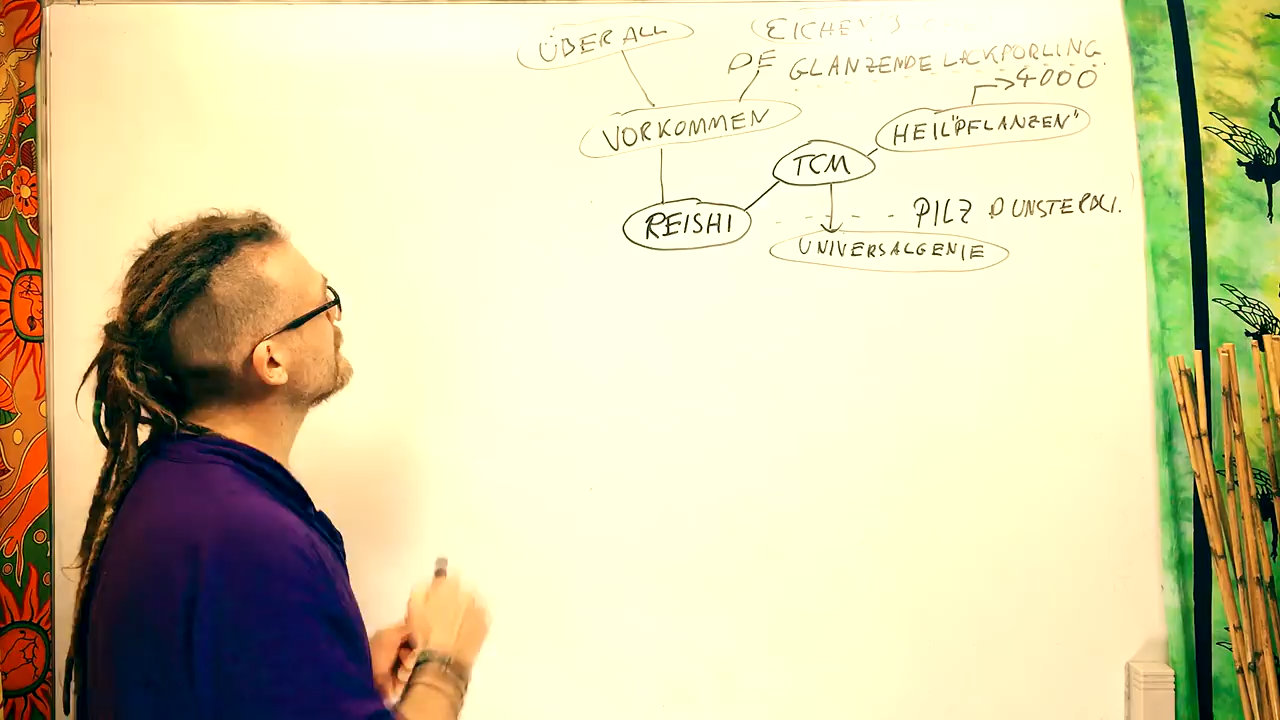 ÜBERALL
EICHE
DE GLÄNZENDE LACKPORLING
→4000
VORKOMMEN
HEIL"PFLANZEN"
TCM
REISHI
PILZ D UNSTERBL.
UNIVERSALGENIE